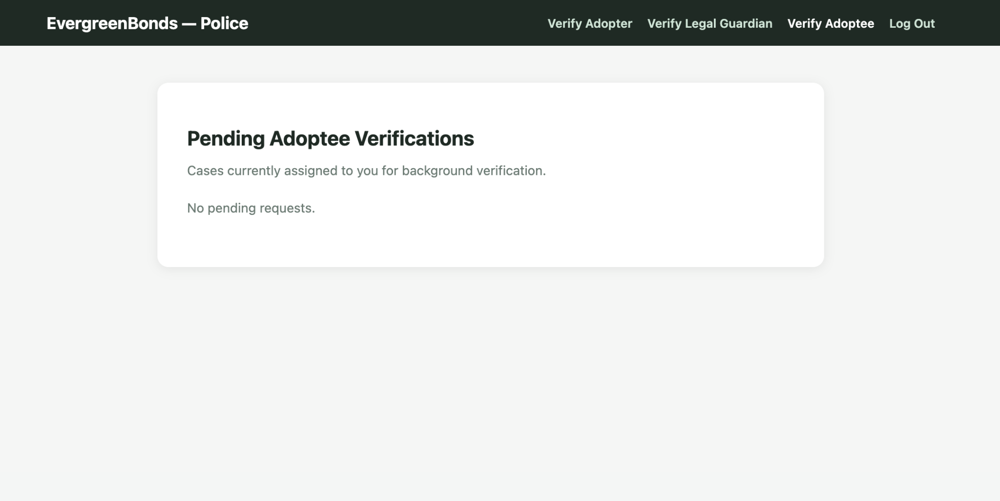 EvergreenBonds — Police
Verify Adopter
Verify Legal Guardian
Verify Adoptee
Log Out
Pending Adoptee Verifications
Cases currently assigned to you for background verification.
No pending requests.